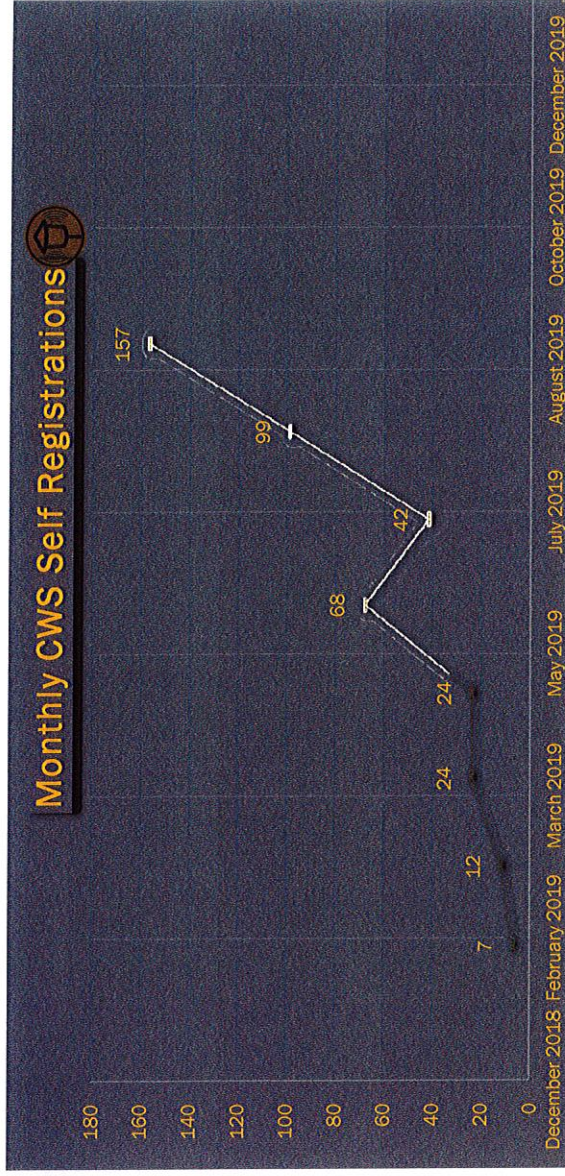 Monthly CWS Self Registrations
180
160
140
120
100
80
60
40
20
0
7
12
24
24
68
42
99
157
December 2018
February 2019
March 2019
May 2019
July 2019
August 2019
October 2019
December 2019